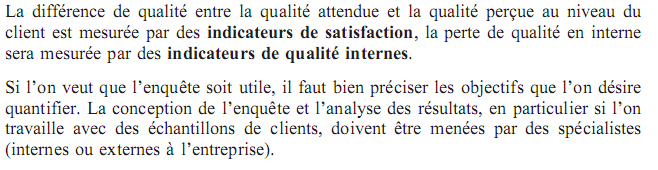 La différence de qualité entre la qualité attendue et la qualité perçue au niveau du
client est mesurée par des indicateurs de satisfaction, la perte de qualité en interne
sera mesurée par des indicateurs de qualité internes.
Si l’on veut que l’enquête soit utile, il faut bien préciser les objectifs que l’on désire
quantifier. La conception de l’enquête et l’analyse des résultats, en particulier si l’on
travaille avec des échantillons de clients, doivent être menées par des spécialistes
(internes ou externes à l’entreprise).